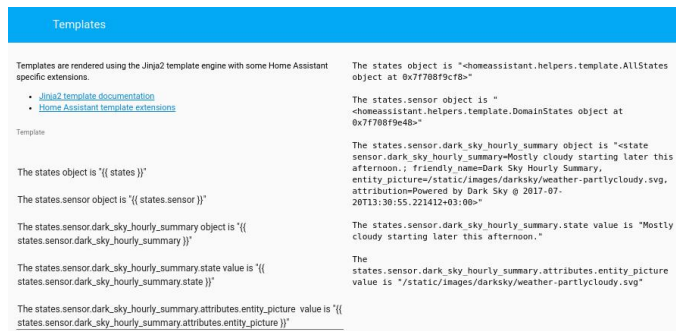 Templates
Templates are rendered using the Jinja2 template engine with some Home Assistant
specific extensions.
Jinja2 template documentation
Home Assistant template extensions
Template
The states object is "{{ states }}"
The states.sensor object is "{{ states.sensor }}"
The states.sensor.dark_sky_hourly_summary object is "{{
states.sensor.dark_sky_hourly_summary }}"
The states.sensor.dark_sky_hourly_summary.state value is "{{
states.sensor.dark_sky_hourly_summary.state }}"
The states.sensor.dark_sky_hourly_summary.attributes.entity_picture value is "{{
states.sensor.dark_sky_hourly_summary.attributes.entity_picture }}"
The states object is "<homeassistant.helpers.template.AllStates
object at 0x7f708f9cf8>"
The states.sensor object is "
<homeassistant.helpers.template.DomainStates object at
0x7f708f9e48>"
The states.sensor.dark_sky_hourly_summary object is "<state
sensor.dark_sky_hourly_summary=Mostly cloudy starting later this
afternoon.; friendly_name=Dark Sky Hourly Summary,
entity_picture=/static/images/darksky/weather-partlycloudy.svg,
attribution=Powered by Dark Sky @ 2017-07-
20T13:30:55.221412+03:00>"
The states.sensor.dark_sky_hourly_summary.state value is "Mostly
cloudy starting later this afternoon."
The
states.sensor.dark_sky_hourly_summary.attributes.entity_picture
value is "/static/images/darksky/weather-partlycloudy.svg"